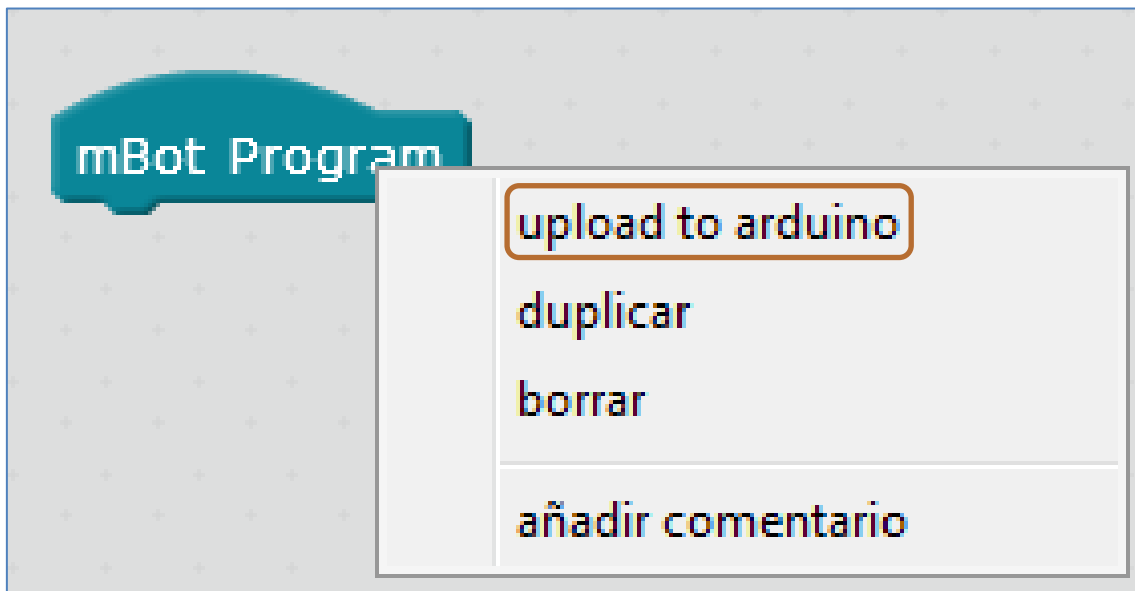 mBot Program
upload to arduino
duplicar
borrar
añadir comentario